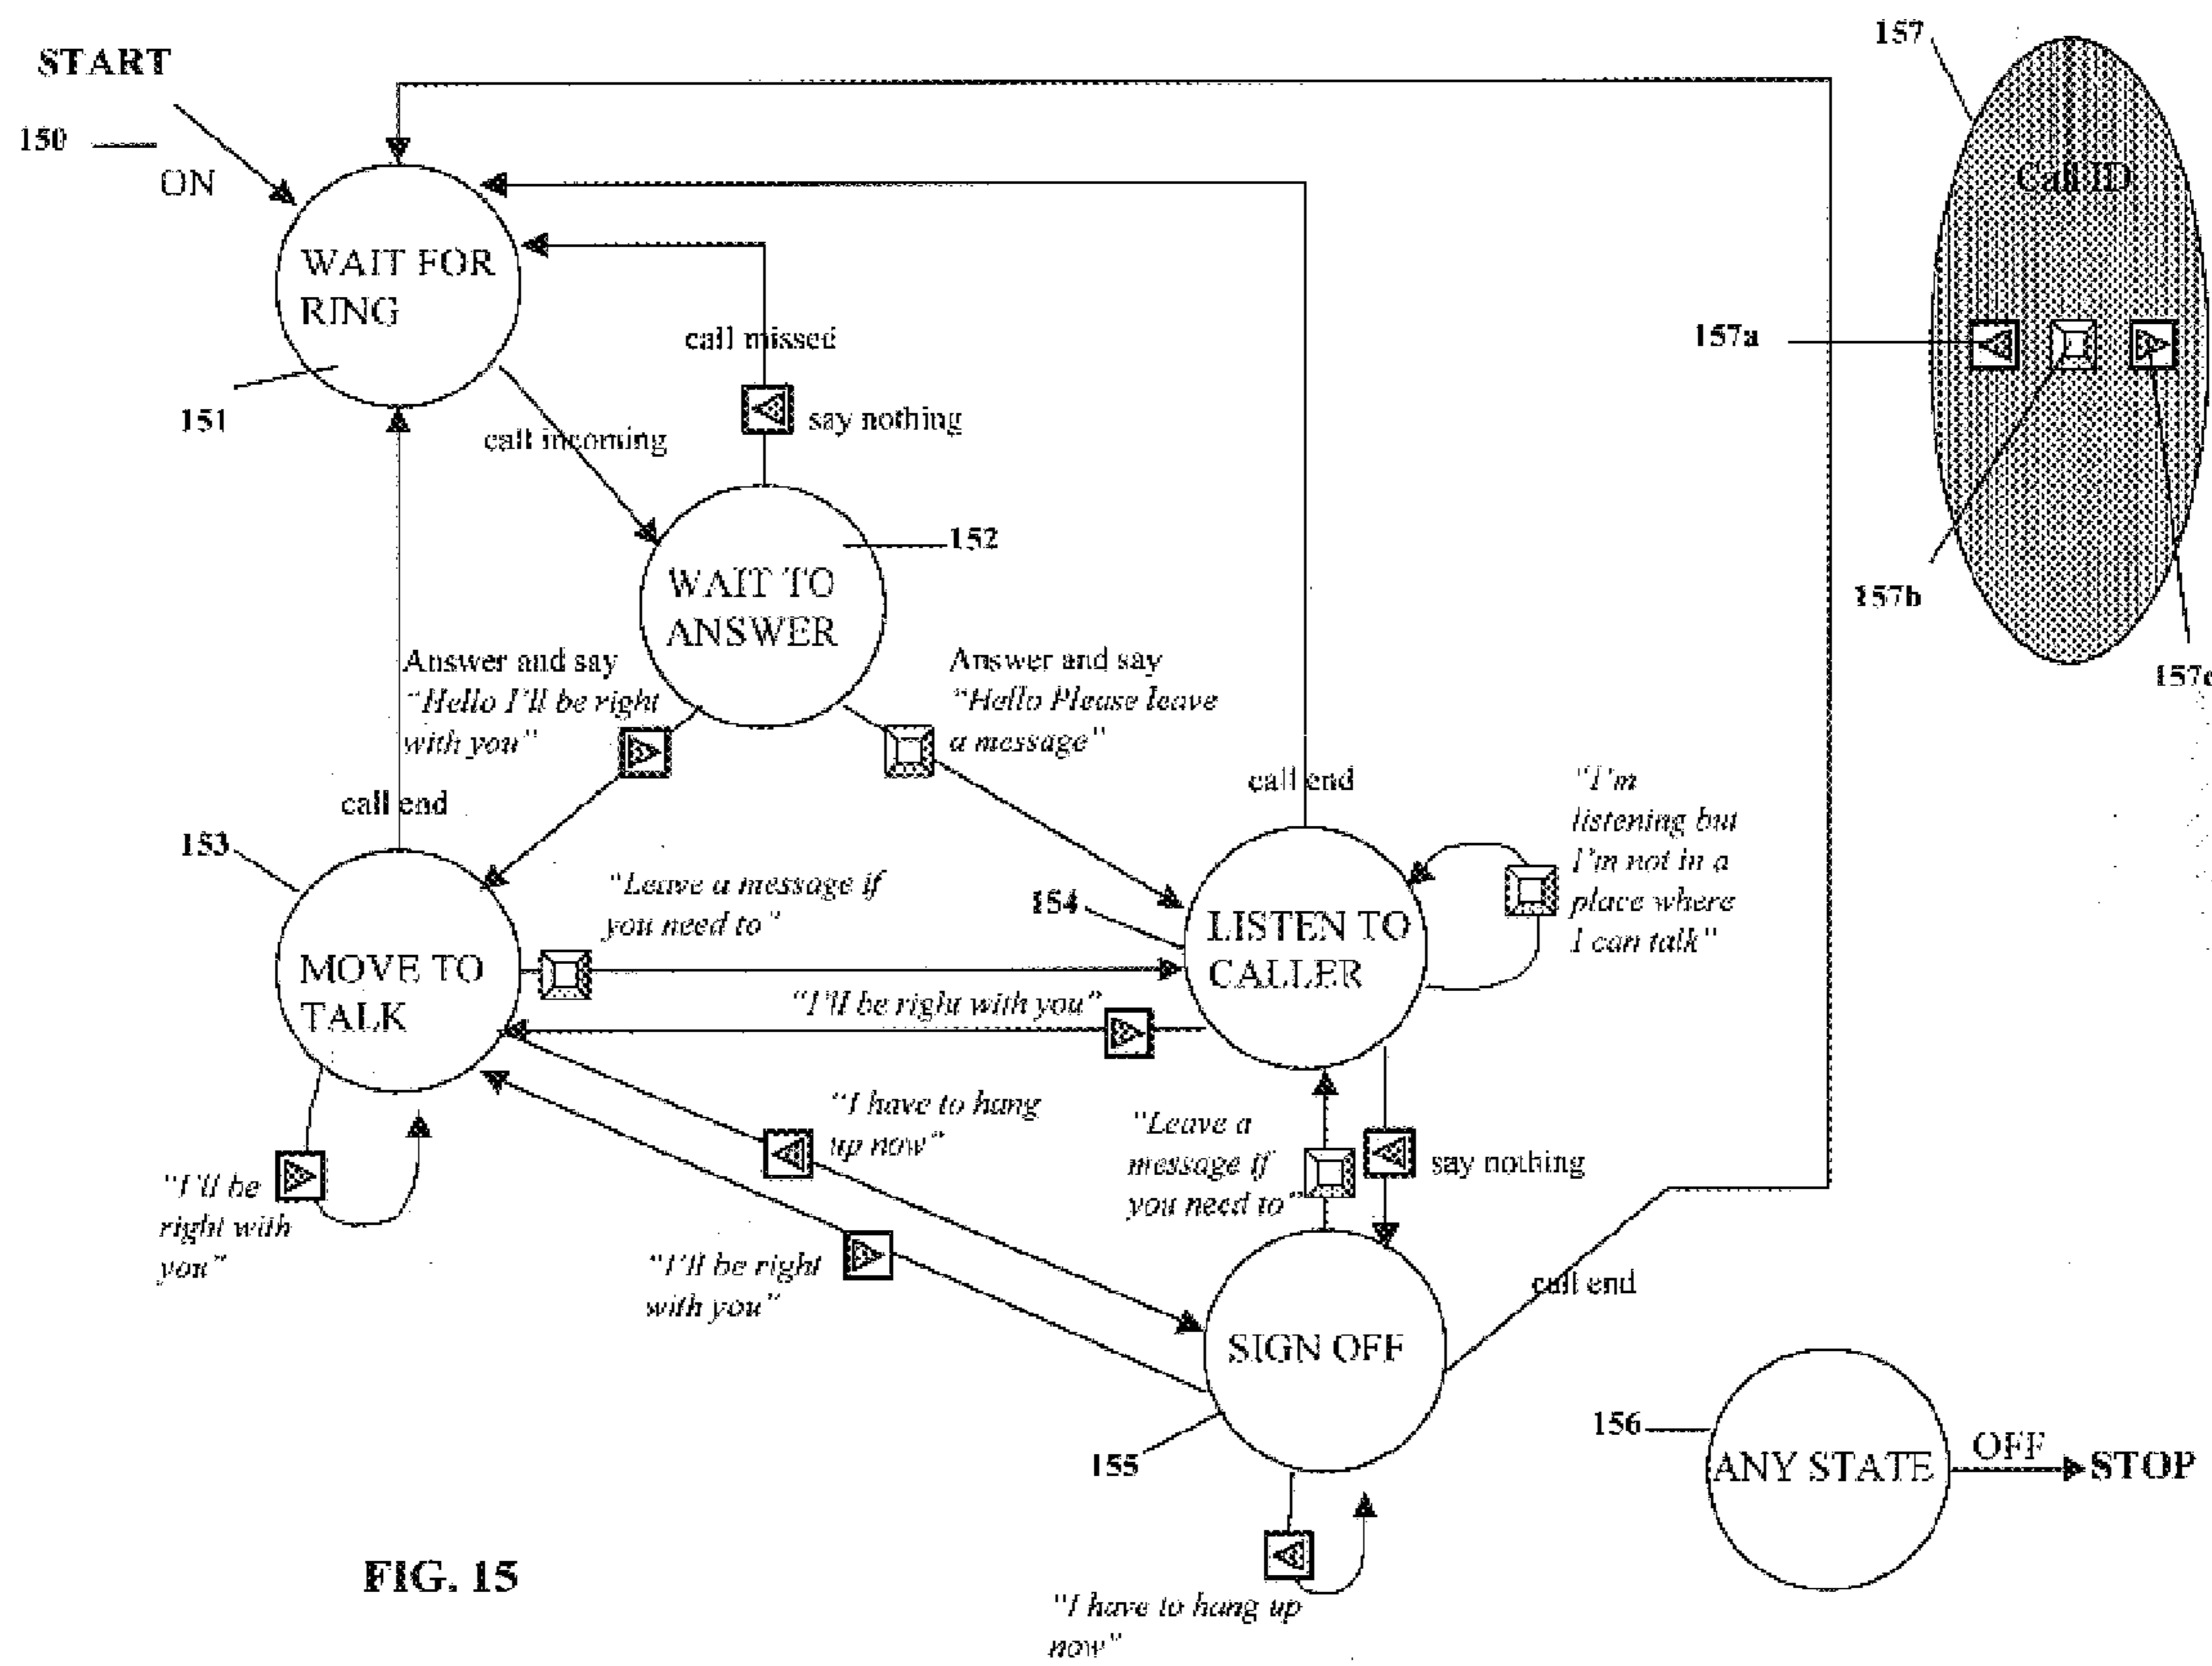 START
150
ON
WAIT FOR
RING
151
call missed
say nothing
call incoming
152
WAIT TO
ANSWER
Answer and say
"Hello I'll be right
with you"
Answer and say
"Hello Please leave
a message"
157
Call ID
157a
157b
call end
153
MOVE TO
TALK
"Leave a message if
you need to"
call end
154
LISTEN TO
CALLER
"I'm
listening but
I'm not in a
place where
I can talk"
"I'll be right with you"
"I'll be
right with
you"
"I have to hang
up now"
"I'll be right
with you"
"Leave a
message if
you need to"
say nothing
SIGN OFF
155
call end
"I have to hang up
now"
156
ANY STATE
OFF
STOP
FIG. 15